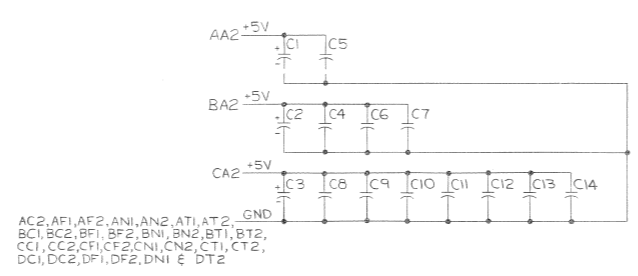 AA2 +5V
C1 C5
BA2 +5V
C2 C4 C6 C7
CA2 +5V
C3 C8 C9 C10 C11 C12 C13 C14
AC2, AF1, AF2, AN1, AN2, AT1, AT2, GND
BC1, BC2, BF1, BF2, BN1, BN2, BT1, BT2,
CC1, CC2, CF1, CF2, CN1, CN2, CT1, CT2,
DC1, DC2, DF1, DF2, DN1 & DT2